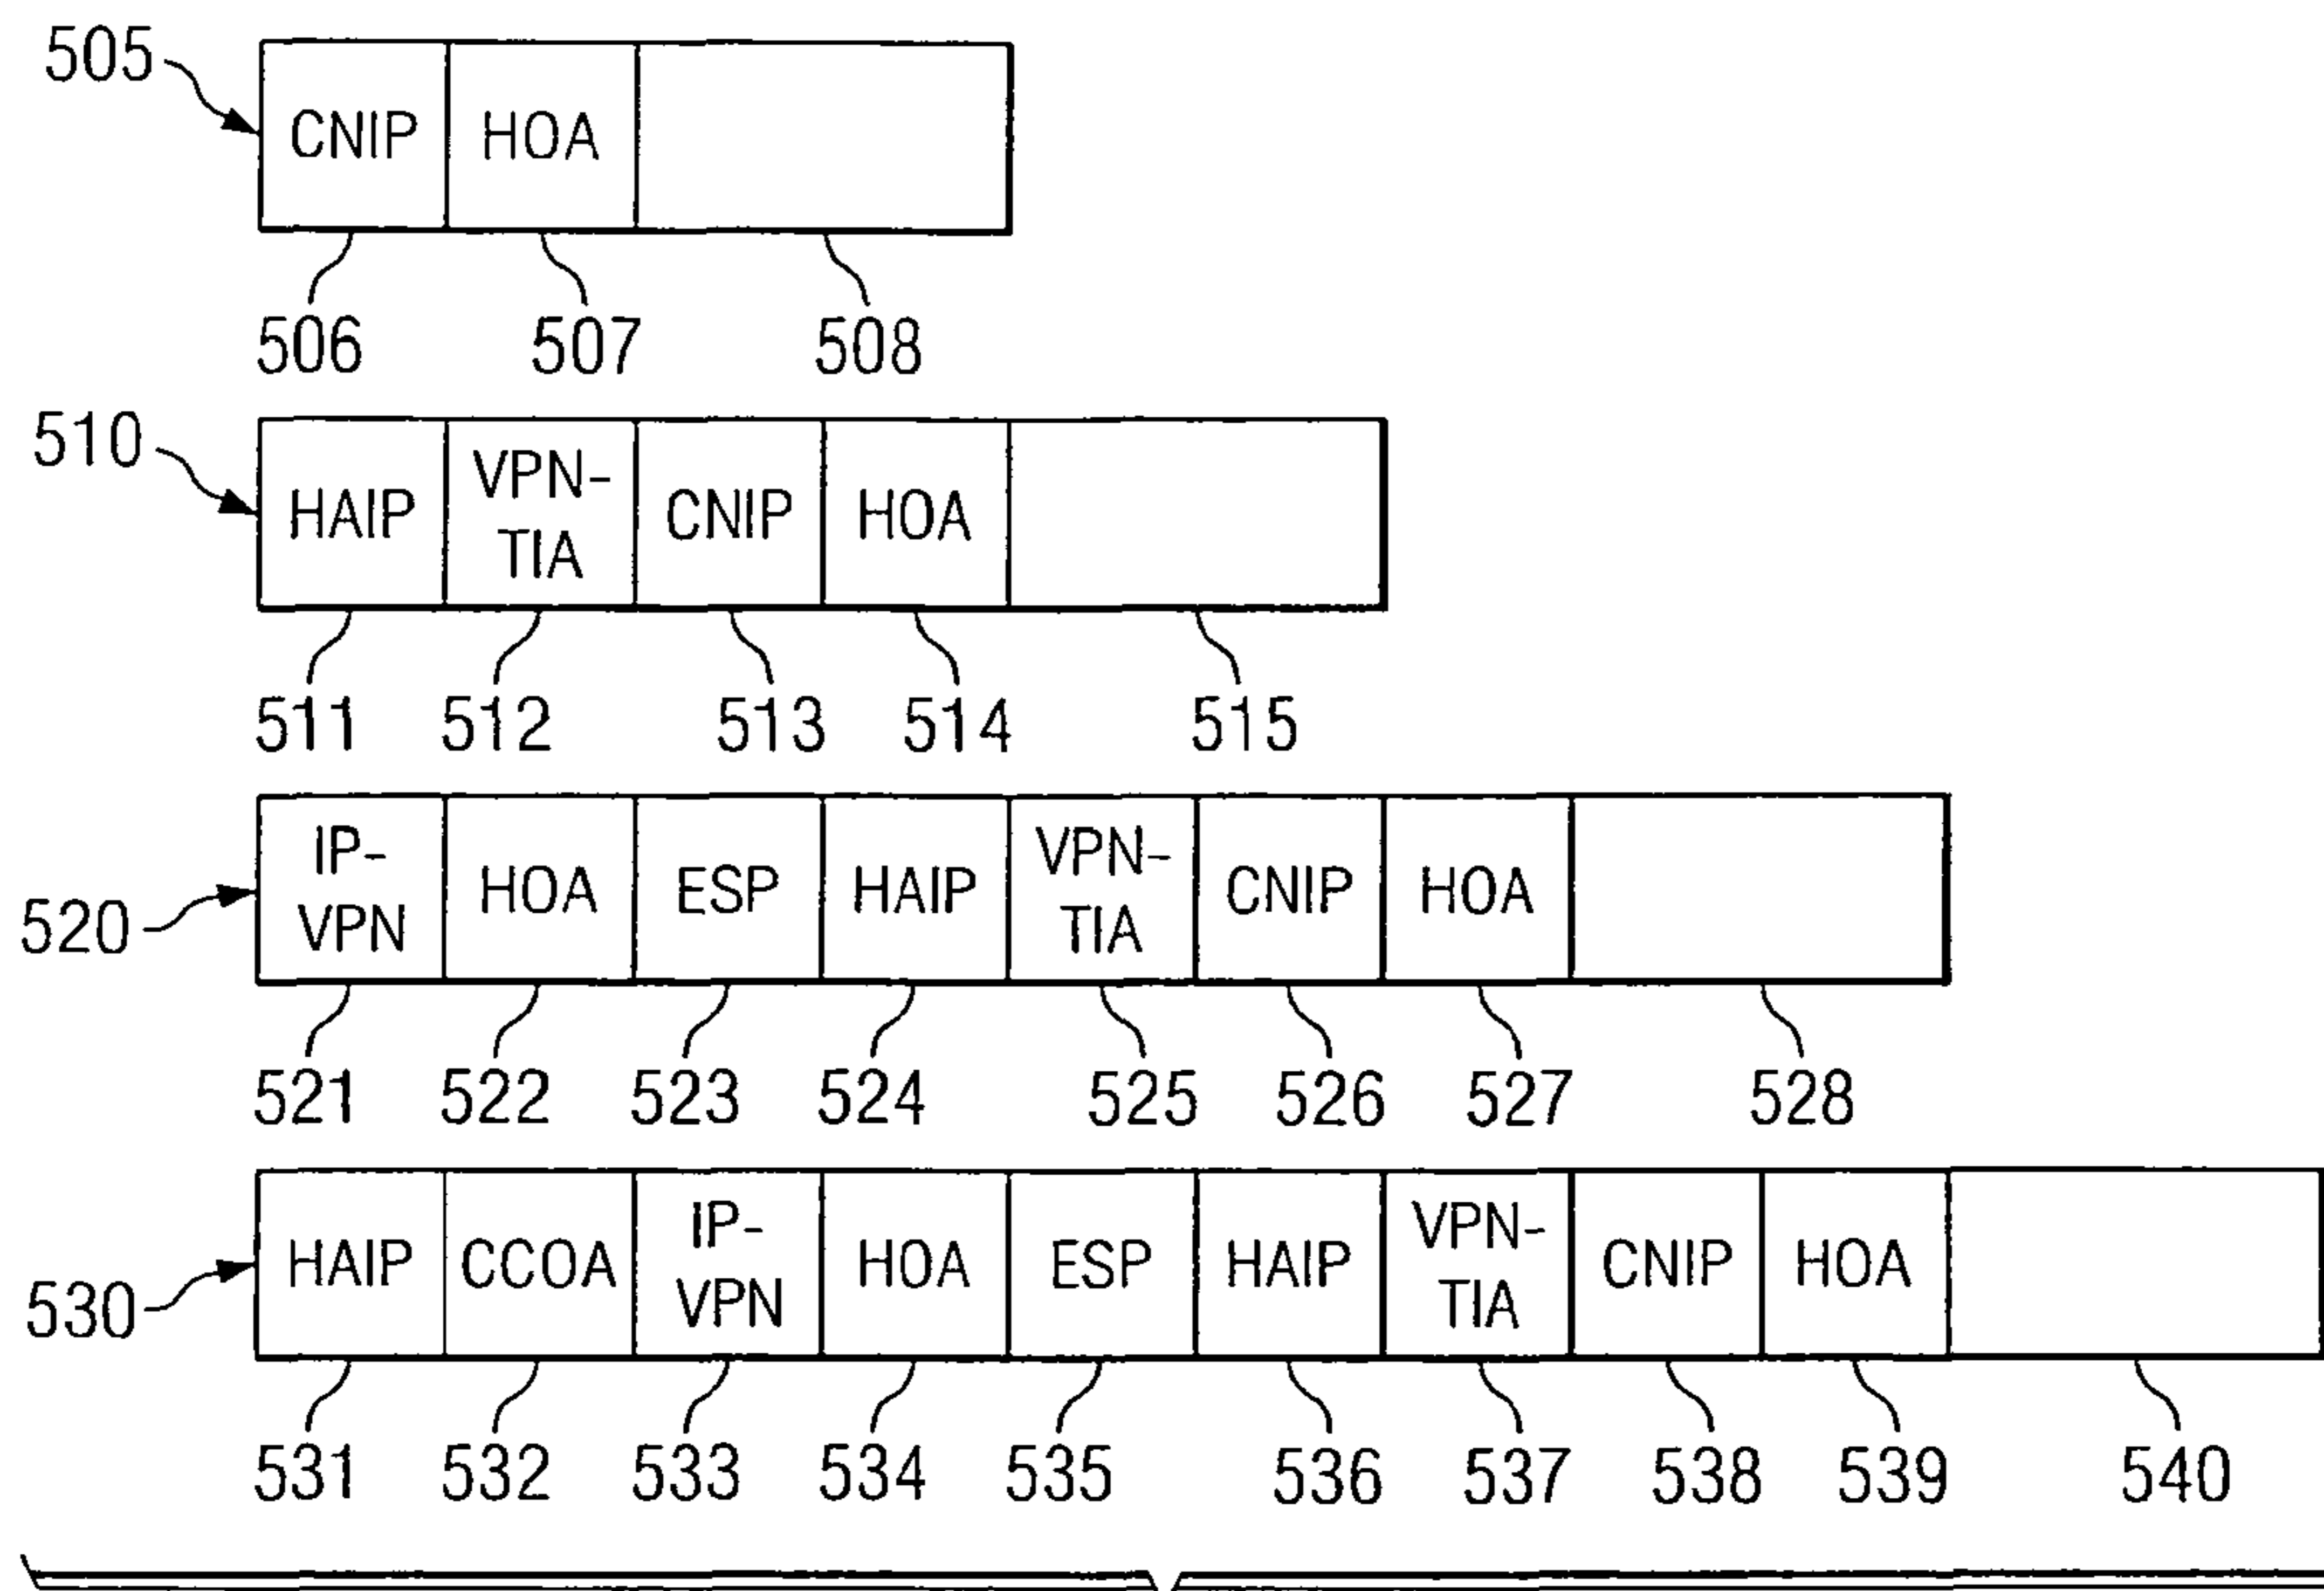 505
CNIP HOA
506 507 508
510
HAIP VPN-TIA CNIP HOA
511 512 513 514 515
520
IP-VPN HOA ESP HAIP VPN-TIA CNIP HOA
521 522 523 524 525 526 527 528
530
HAIP CCOA IP-VPN HOA ESP HAIP VPN-TIA CNIP HOA
531 532 533 534 535 536 537 538 539 540